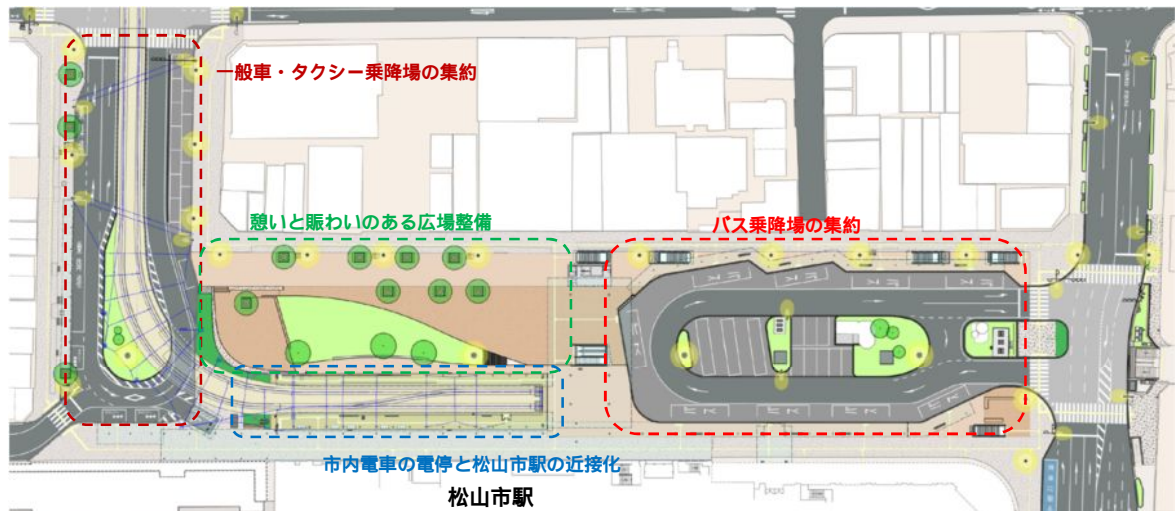 一般車・タクシー乗降場の集約
憩いと賑わいのある広場整備
バス乗降場の集約
市内電車の電停と松山市駅の近接化
松山市駅